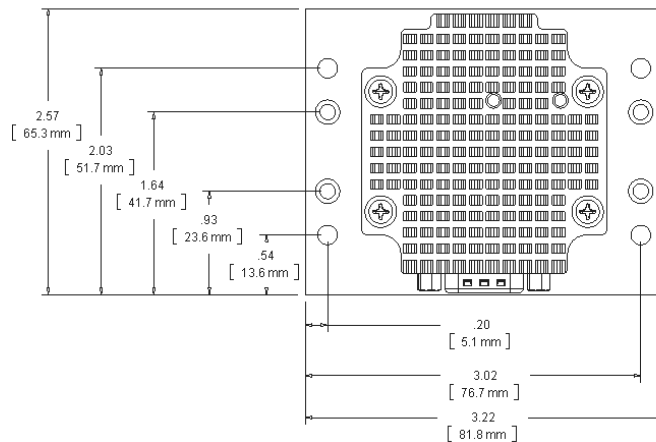 2.57
[ 65.3 mm ]
2.03
[ 51.7 mm ]
1.64
[ 41.7 mm ]
.93
[ 23.6 mm ]
.54
[ 13.6 mm ]
.20
[ 5.1 mm ]
3.02
[ 76.7 mm ]
3.22
[ 81.8 mm ]